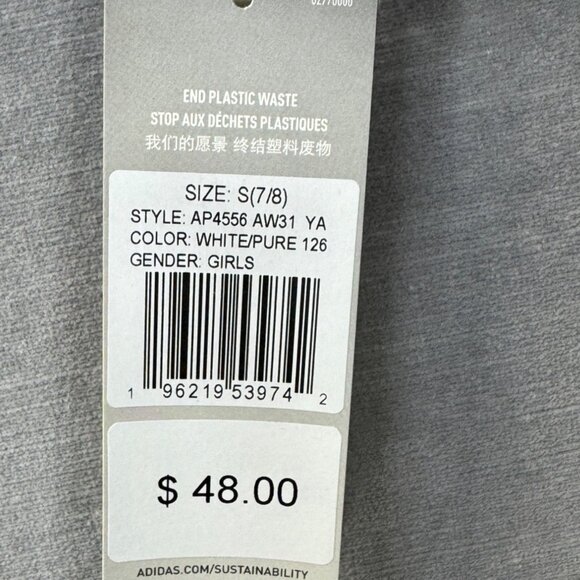 END PLASTIC WASTE
STOP AUX DÉCHETS PLASTIQUES
我们的愿景 终结塑料废物
SIZE: S(7/8)
STYLE: AP4556 AW31 YA
COLOR: WHITE/PURE 126
GENDER: GIRLS
1 96219 53974 2
$ 48.00
ADIDAS.COM/SUSTAINABILITY